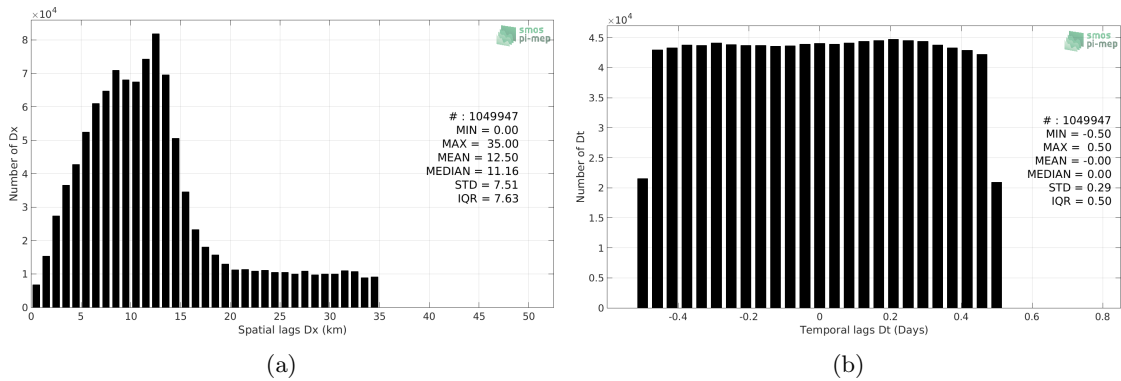 ×10⁴
8
7
6
5
4
3
2
1
0
Number of Dx
smos
pi-mep
# : 1049947
MIN = 0.00
MAX = 35.00
MEAN = 12.50
MEDIAN = 11.16
STD = 7.51
IQR = 7.63
0 5 10 15 20 25 30 35 40 45 50
Spatial lags Dx (km)
(a)
×10⁴
4.5
4
3.5
3
2.5
2
1.5
1
0.5
0
Number of Dt
smos
pi-mep
# : 1049947
MIN = -0.50
MAX = 0.50
MEAN = -0.00
MEDIAN = 0.00
STD = 0.29
IQR = 0.50
-0.4 -0.2 0 0.2 0.4 0.6 0.8
Temporal lags Dt (Days)
(b)